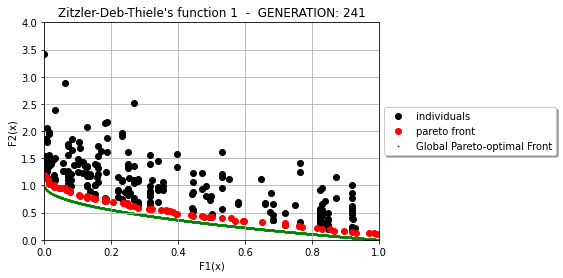 Zitzler-Deb-Thiele's function 1 - GENERATION: 241
4.0
3.5
3.0
2.5
2.0
1.5
1.0
0.5
0.0
F2(x)
0.0 0.2 0.4 0.6 0.8 1.0
F1(x)
individuals
pareto front
Global Pareto-optimal Front